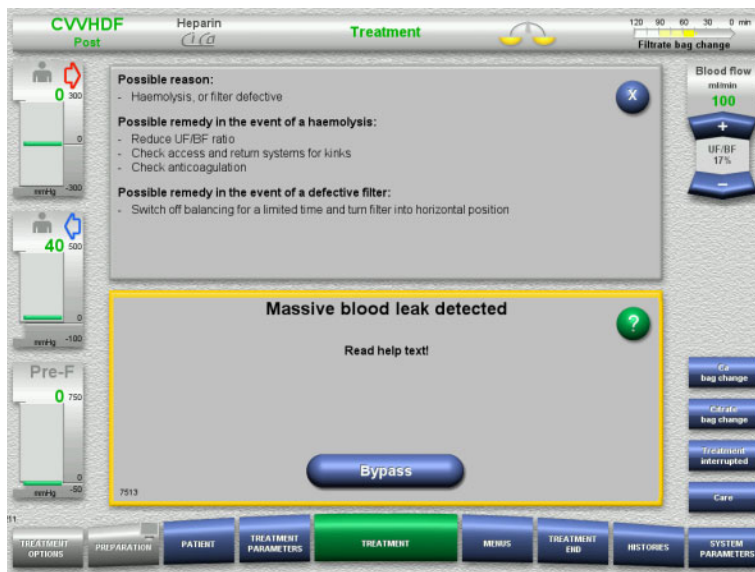 CVVHDF
Post
Heparin
Ci Ca
Treatment
120 90 60 30 0 min
Filtrate bag change
0 300
0
mmHg -300
40 500
0
mmHg -100
Pre-F
0 750
0
mmHg -50
Possible reason:
- Haemolysis, or filter defective
Possible remedy in the event of a haemolysis:
- Reduce UF/BF ratio
- Check access and return systems for kinks
- Check anticoagulation
Possible remedy in the event of a defective filter:
- Switch off balancing for a limited time and turn filter into horizontal position
X
Massive blood leak detected
?
Read help text!
Bypass
7513
Blood flow
ml/min
100
+
UF/BF
17%
−
Ca
bag change
Citrate
bag change
Treatment
interrupted
Care
TREATMENT
OPTIONS
PREPARATION
PATIENT
TREATMENT
PARAMETERS
TREATMENT
MENUS
TREATMENT
END
HISTORIES
SYSTEM
PARAMETERS